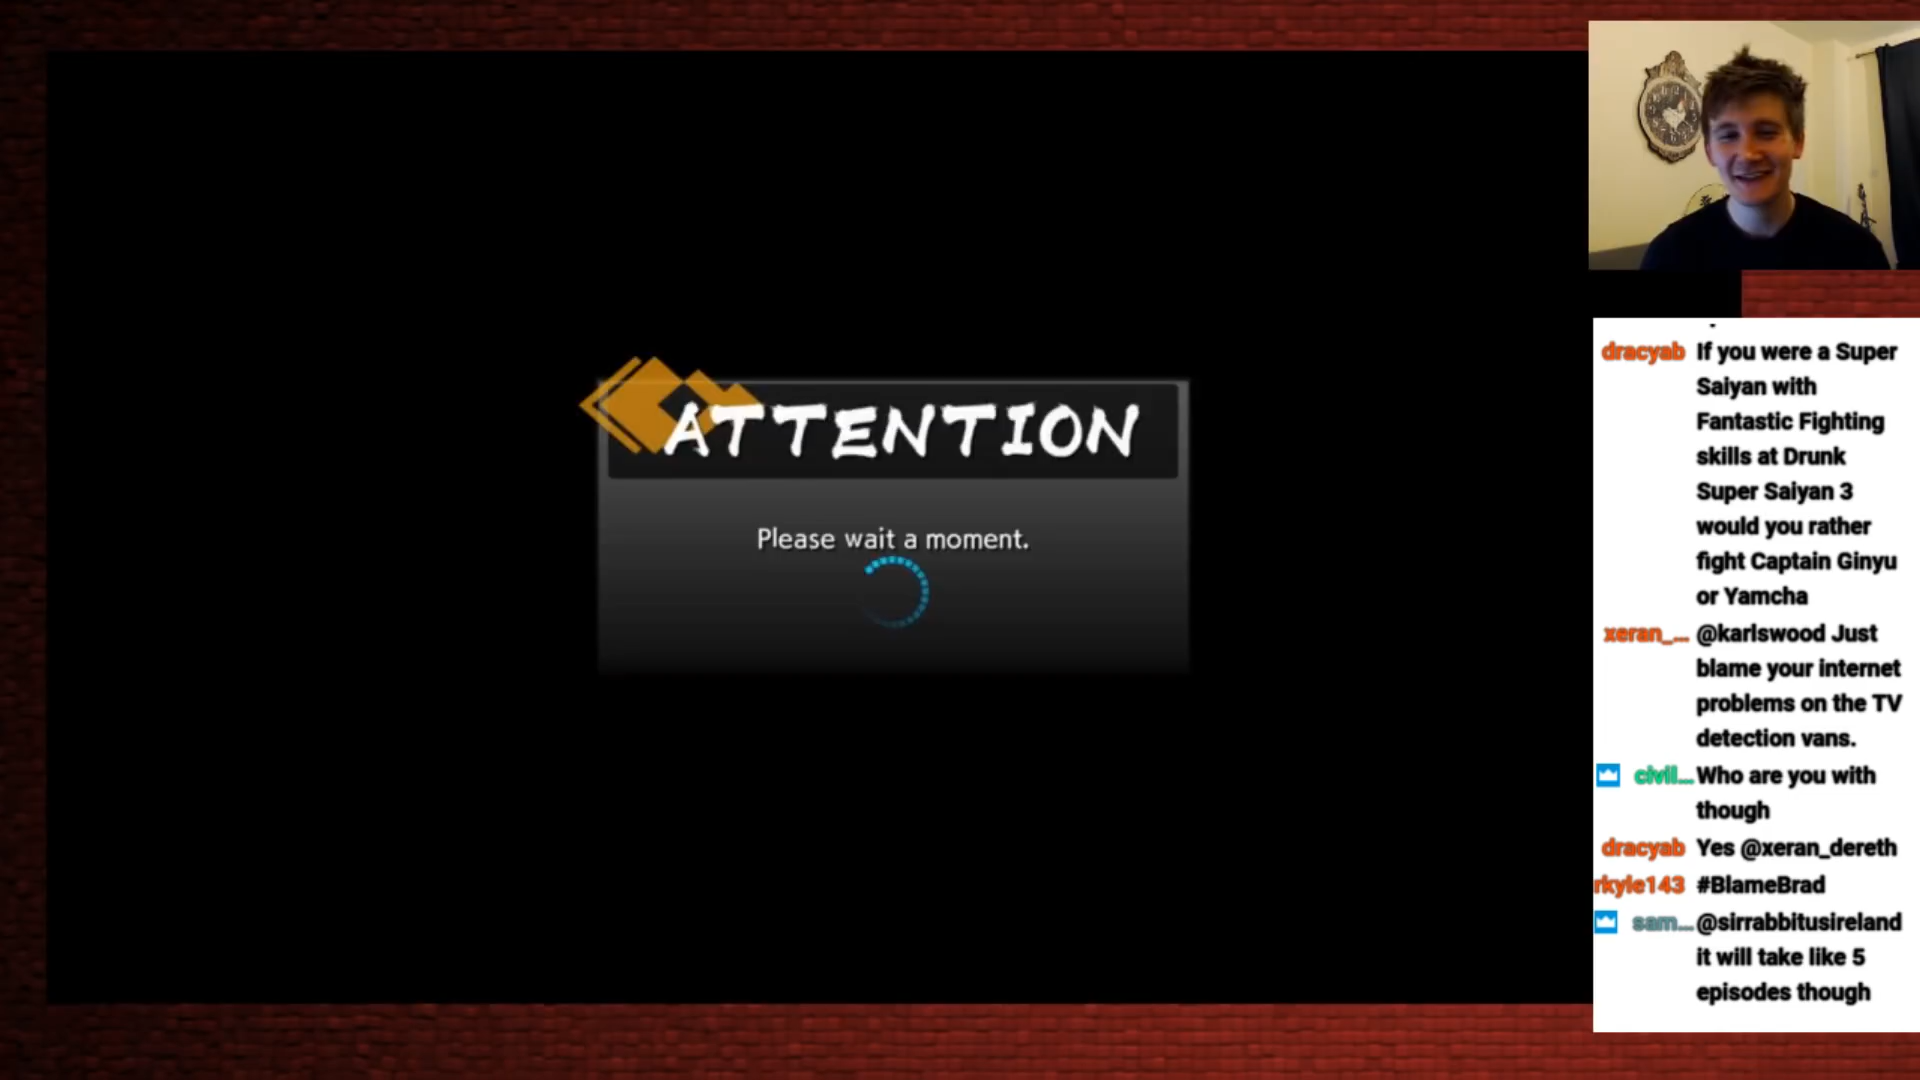 ATTENTION
Please wait a moment.
dracyab If you were a Super
Saiyan with
Fantastic Fighting
skills at Drunk
Super Saiyan 3
would you rather
fight Captain Ginyu
or Yamcha
xeran_... @karlswood Just
blame your internet
problems on the TV
detection vans.
civil... Who are you with
though
dracyab Yes @xeran_dereth
rkyle143 #BlameBrad
sam... @sirrabbitusireland
it will take like 5
episodes though